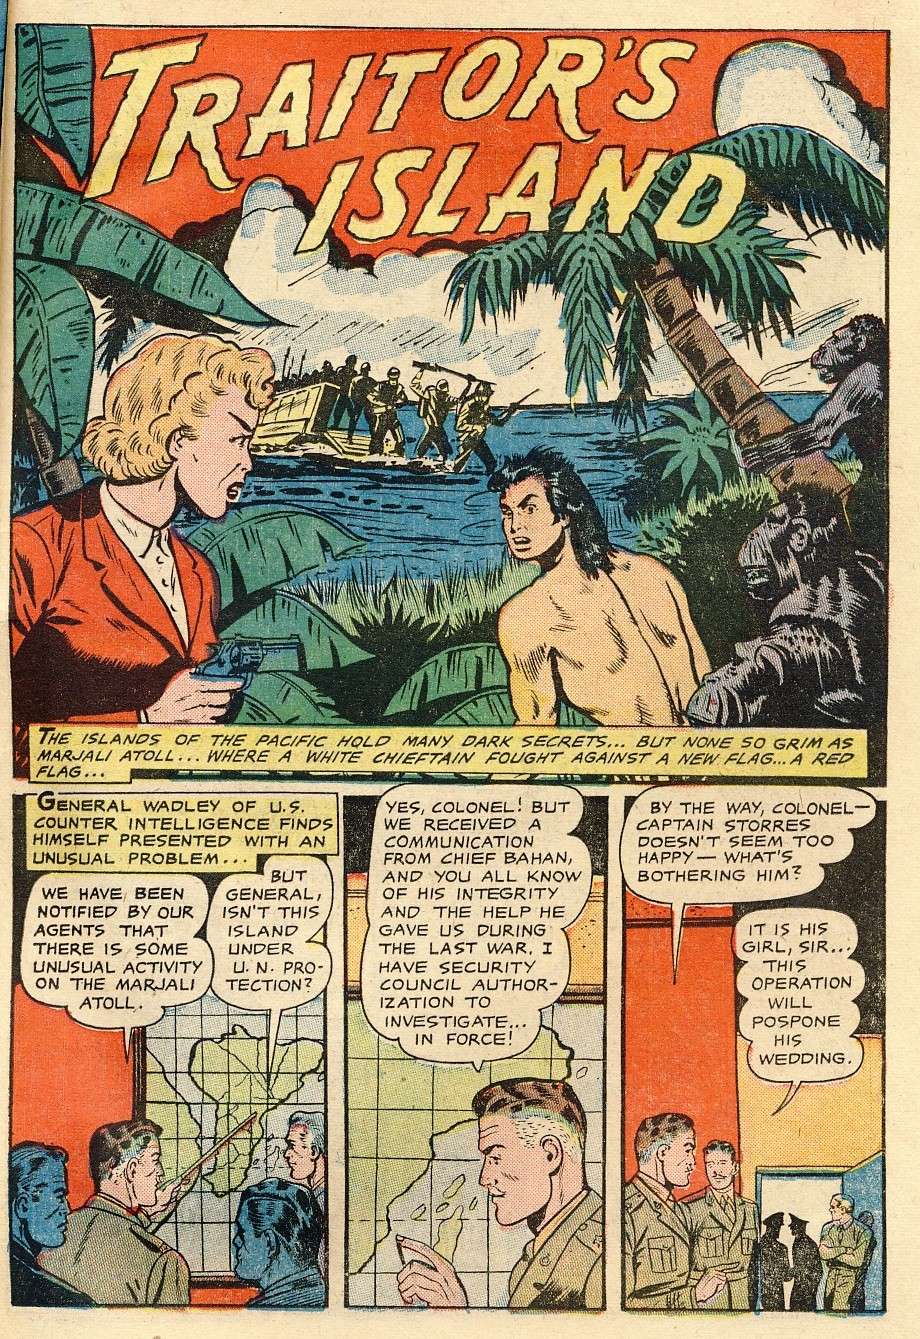 TRAITOR'S
ISLAND
THE ISLANDS OF THE PACIFIC HOLD MANY DARK SECRETS... BUT NONE SO GRIM AS
MARJALI ATOLL... WHERE A WHITE CHIEFTAIN FOUGHT AGAINST A NEW FLAG... A RED
FLAG...
GENERAL WADLEY OF U.S.
COUNTER INTELLIGENCE FINDS
HIMSELF PRESENTED WITH AN
UNUSUAL PROBLEM...
WE HAVE BEEN
NOTIFIED BY OUR
AGENTS THAT
THERE IS SOME
UNUSUAL ACTIVITY
ON THE MARJALI
ATOLL.
BUT
GENERAL,
ISN'T THIS
ISLAND
UNDER
U.N. PRO-
TECTION?
YES, COLONEL! BUT
WE RECEIVED A
COMMUNICATION
FROM CHIEF BAHAN,
AND YOU ALL KNOW
OF HIS INTEGRITY
AND THE HELP HE
GAVE US DURING
THE LAST WAR. I
HAVE SECURITY
COUNCIL AUTHOR-
IZATION TO
INVESTIGATE...
IN FORCE!
BY THE WAY, COLONEL—
CAPTAIN STORRES
DOESN'T SEEM TOO
HAPPY— WHAT'S
BOTHERING HIM?
IT IS HIS
GIRL, SIR...
THIS
OPERATION
WILL
POSPONE
HIS
WEDDING.